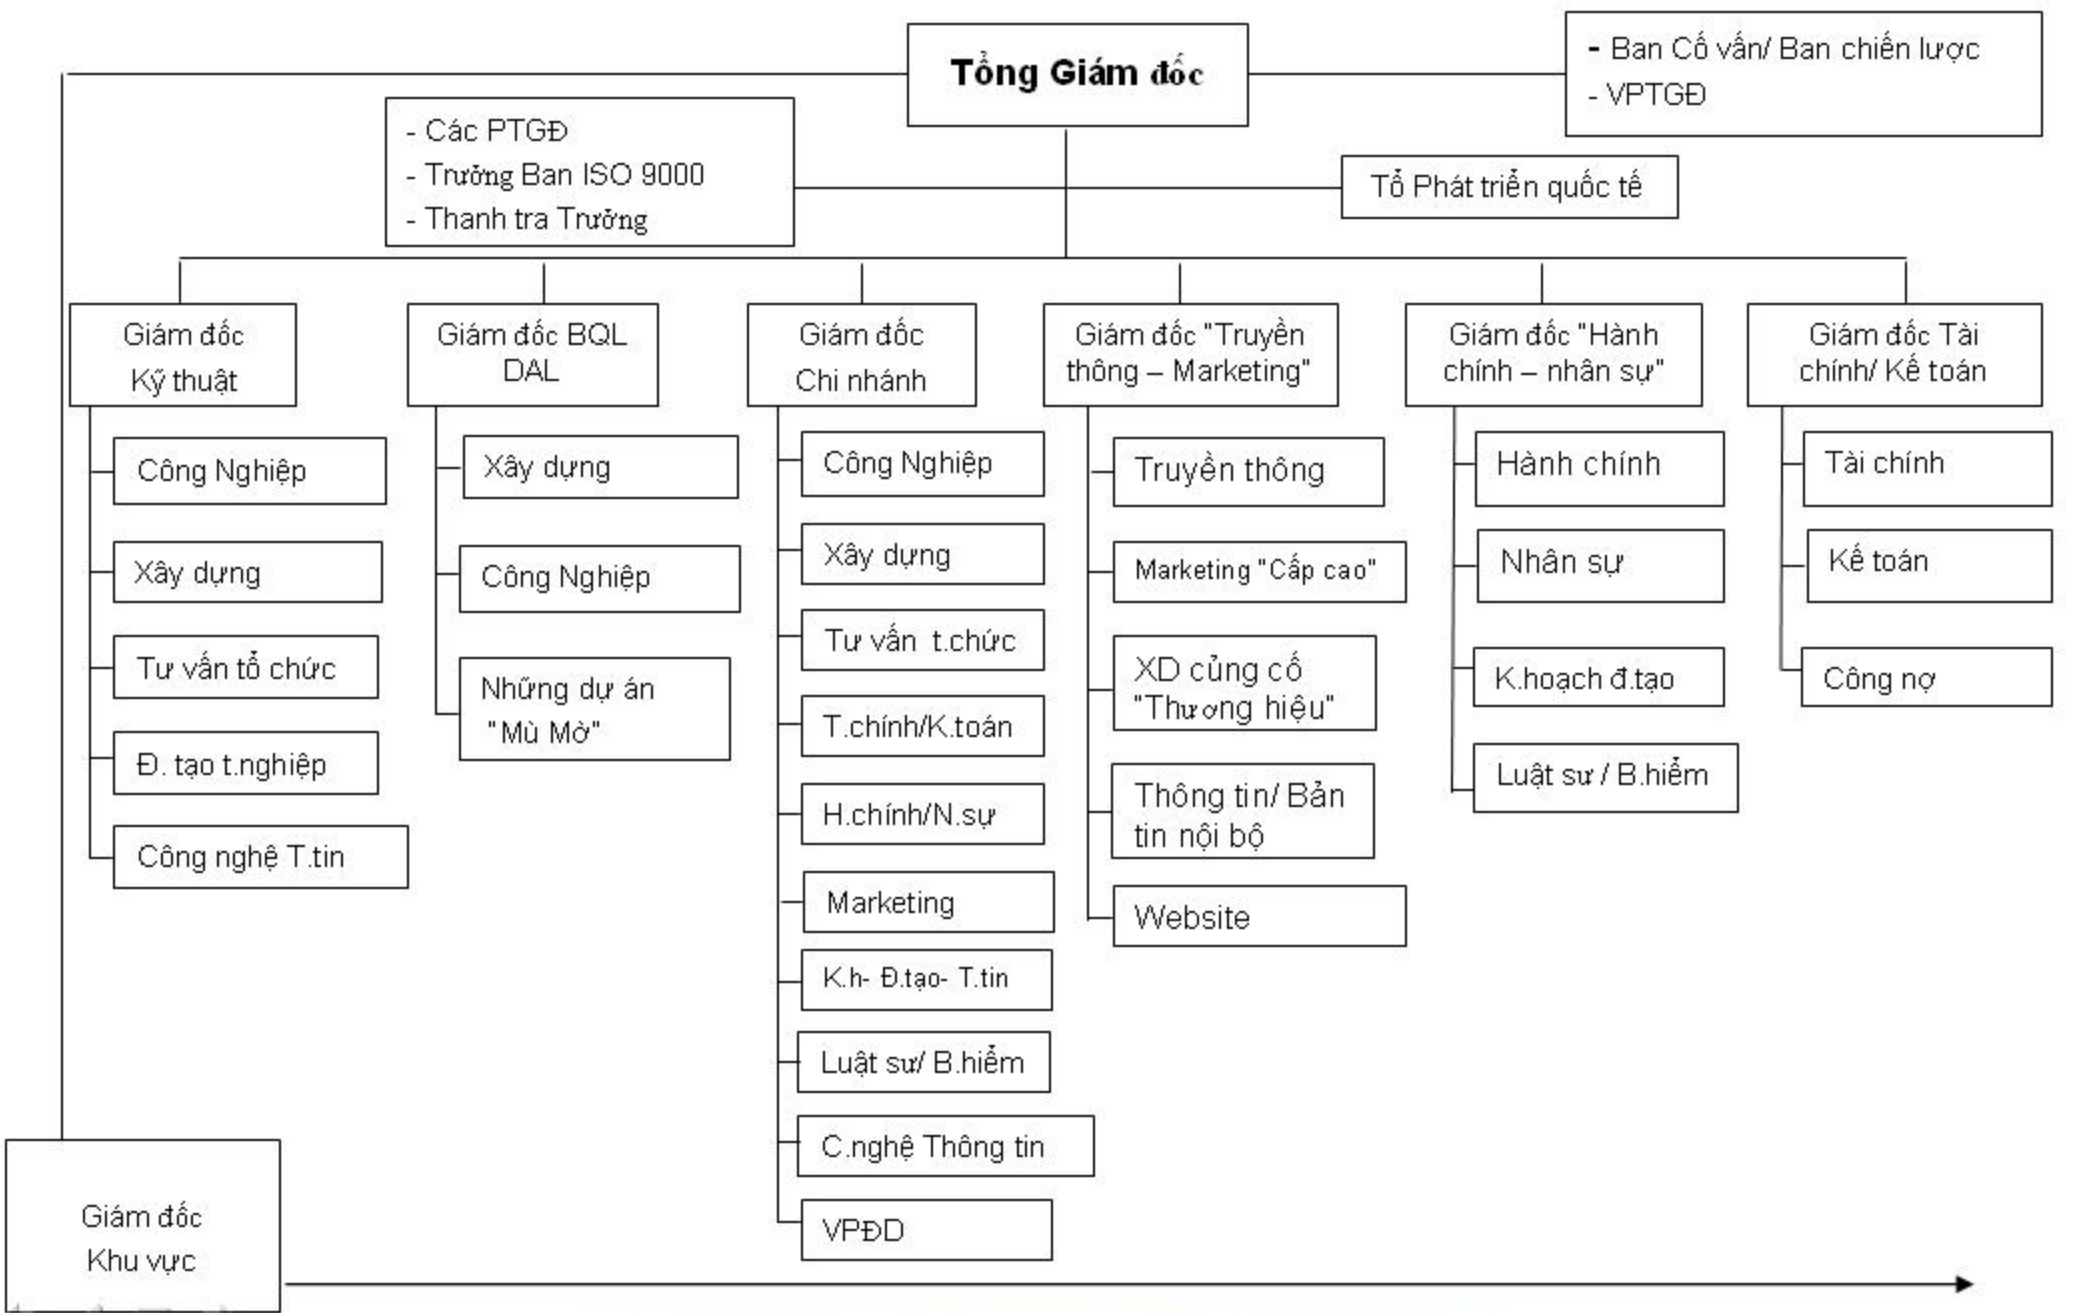 Tổng Giám đốc
- Ban Cố vấn/ Ban chiến lược
- VPTGĐ
- Các PTGĐ
- Trưởng Ban ISO 9000
- Thanh tra Trưởng
Tổ Phát triển quốc tế
Giám đốc
Kỹ thuật
Công Nghiệp
Xây dựng
Tư vấn tổ chức
Đ. tạo t.nghiệp
Công nghệ T.tin
Giám đốc BQL
DAL
Xây dựng
Công Nghiệp
Những dự án
"Mù Mờ"
Giám đốc
Chi nhánh
Công Nghiệp
Xây dựng
Tư vấn t.chức
T.chính/K.toán
H.chính/N.sự
Marketing
K.h- Đ.tạo- T.tin
Luật sư/ B.hiểm
C.nghệ Thông tin
VPĐD
Giám đốc "Truyền
thông – Marketing"
Truyền thông
Marketing "Cấp cao"
XD củng cố
"Thương hiệu"
Thông tin/ Bản
tin nội bộ
Website
Giám đốc "Hành
chính – nhân sự"
Hành chính
Nhân sự
K.hoạch đ.tạo
Luật sư / B.hiểm
Giám đốc Tài
chính/ Kế toán
Tài chính
Kế toán
Công nợ
Giám đốc
Khu vực